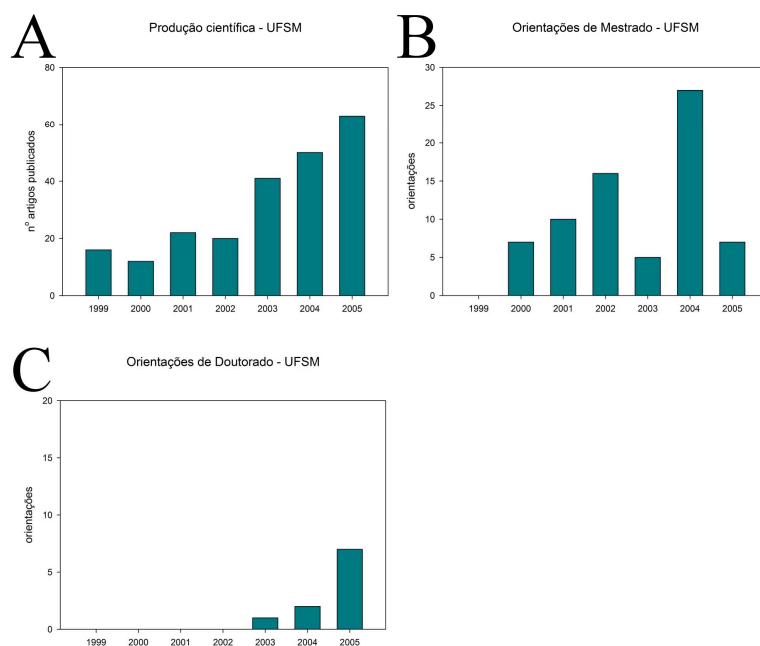 A
Produção científica - UFSM
nº artigos publicados
80
60
40
20
0
1999 2000 2001 2002 2003 2004 2005
B
Orientações de Mestrado - UFSM
orientações
30
25
20
15
10
5
0
1999 2000 2001 2002 2003 2004 2005
C
Orientações de Doutorado - UFSM
orientações
20
15
10
5
0
1999 2000 2001 2002 2003 2004 2005